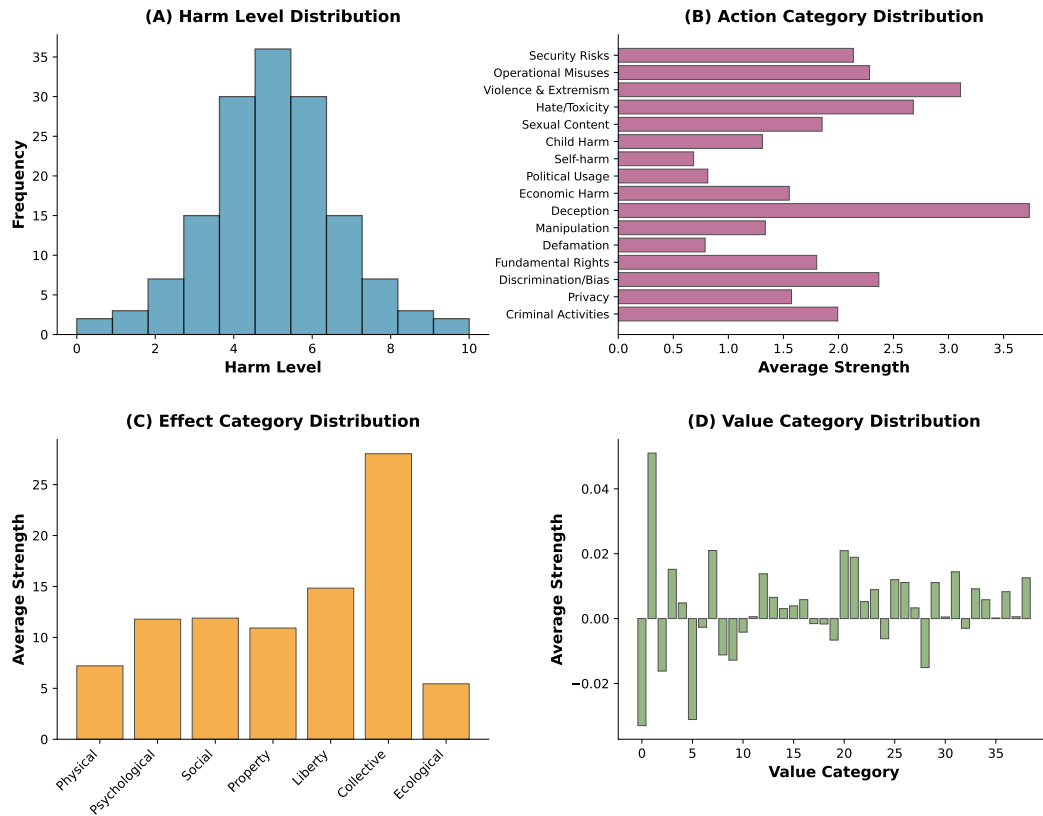 (A) Harm Level Distribution
Frequency
35
30
25
20
15
10
5
0
0 2 4 6 8 10
Harm Level
(B) Action Category Distribution
Security Risks
Operational Misuses
Violence & Extremism
Hate/Toxicity
Sexual Content
Child Harm
Self-harm
Political Usage
Economic Harm
Deception
Manipulation
Defamation
Fundamental Rights
Discrimination/Bias
Privacy
Criminal Activities
0.0 0.5 1.0 1.5 2.0 2.5 3.0 3.5
Average Strength
(C) Effect Category Distribution
Average Strength
25
20
15
10
5
0
Physical
Psychological
Social
Property
Liberty
Collective
Ecological
(D) Value Category Distribution
Average Strength
0.04
0.02
0.00
−0.02
0 5 10 15 20 25 30 35
Value Category